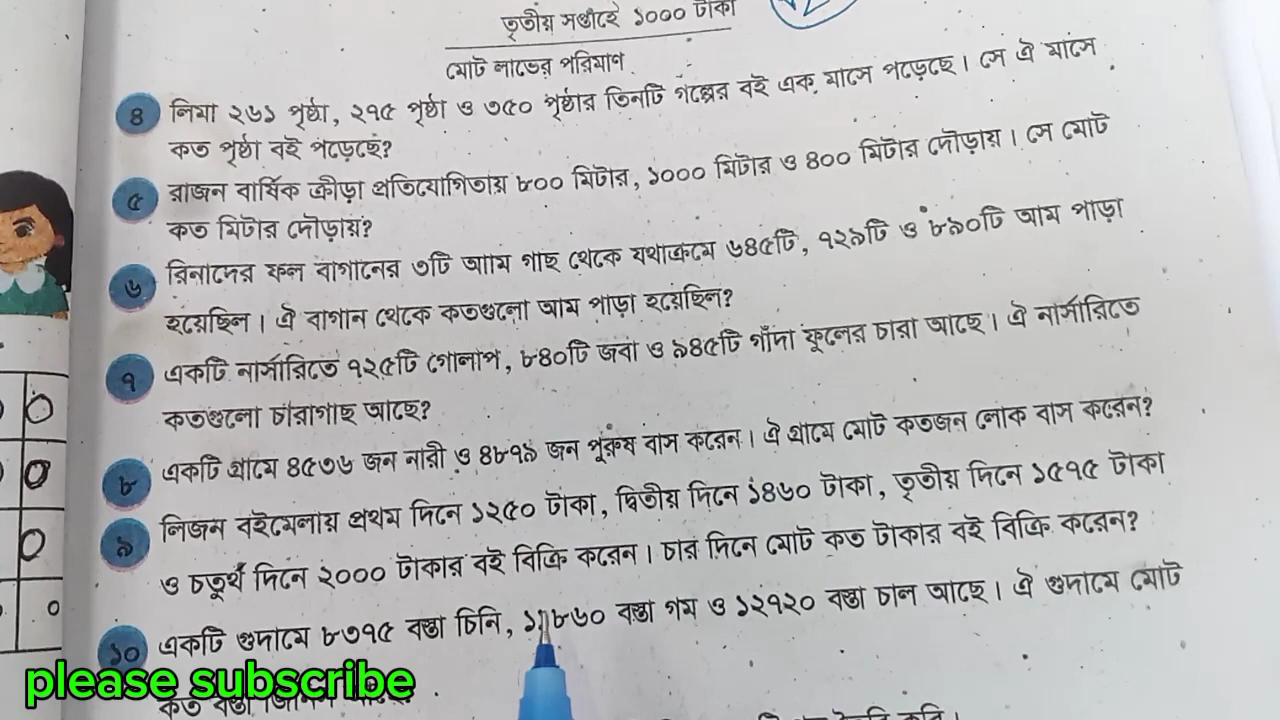 তৃতীয় সপ্তাহে ১০০০ টাকা
মোট লাভের পরিমাণ
৪ লিমা ২৬১ পৃষ্ঠা, ২৭৫ পৃষ্ঠা ও ৩৫০ পৃষ্ঠার তিনটি গল্পের বই এক মাসে পড়েছে। সে ঐ মাসে
কত পৃষ্ঠা বই পড়েছে?
৫ রাজন বার্ষিক ক্রীড়া প্রতিযোগিতায় ৮০০ মিটার, ১০০০ মিটার ও ৪০০ মিটার দৌড়ায়। সে মোট
কত মিটার দৌড়ায়?
৬ রিনাদের ফল বাগানের ৩টি আম গাছ থেকে যথাক্রমে ৬৪৫টি, ৭২৯টি ও ৮৯০টি আম পাড়া
হয়েছিল। ঐ বাগান থেকে কতগুলো আম পাড়া হয়েছিল?
৭ একটি নার্সারিতে ৭২৫টি গোলাপ, ৮৪০টি জবা ও ৯৪৫টি গাঁদা ফুলের চারা আছে। ঐ নার্সারিতে
কতগুলো চারাগাছ আছে?
৮ একটি গ্রামে ৪৫৩৬ জন নারী ও ৪৮৭৯ জন পুরুষ বাস করেন। ঐ গ্রামে মোট কতজন লোক বাস করেন?
৯ লিজন বইমেলায় প্রথম দিনে ১২৫০ টাকা, দ্বিতীয় দিনে ১৪৬০ টাকা, তৃতীয় দিনে ১৫৭৫ টাকা
ও চতুর্থ দিনে ২০০০ টাকার বই বিক্রি করেন। চার দিনে মোট কত টাকার বই বিক্রি করেন?
১০ একটি গুদামে ৮৩৭৫ বস্তা চিনি, বস্তা গম ও ১২৭২০ বস্তা চাল আছে। ঐ গুদামে মোট
কত বস্তা
please subscribe